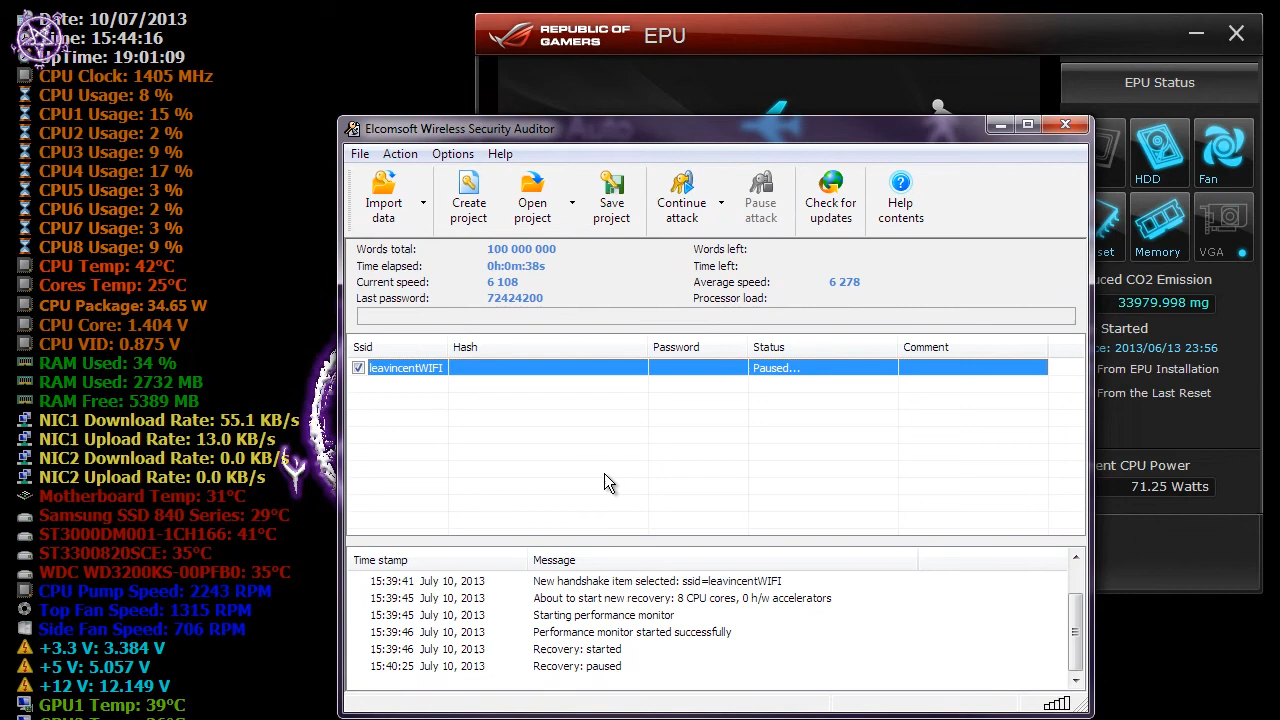 Date: 10/07/2013
Time: 15:44:16
UpTime: 19:01:09
CPU Clock: 1405 MHz
CPU Usage: 8 %
CPU1 Usage: 15 %
CPU2 Usage: 2 %
CPU3 Usage: 9 %
CPU4 Usage: 17 %
CPU5 Usage: 3 %
CPU6 Usage: 2 %
CPU7 Usage: 3 %
CPU8 Usage: 9 %
CPU Temp: 42°C
Cores Temp: 25°C
CPU Package: 34.65 W
CPU Core: 1.404 V
CPU VID: 0.875 V
RAM Used: 34 %
RAM Used: 2732 MB
RAM Free: 5389 MB
NIC1 Download Rate: 55.1 KB/s
NIC1 Upload Rate: 13.0 KB/s
NIC2 Download Rate: 0.0 KB/s
NIC2 Upload Rate: 0.0 KB/s
Motherboard Temp: 31°C
Samsung SSD 840 Series: 29°C
ST3000DM001-1CH166: 41°C
ST3300820SCE: 35°C
WDC WD3200KS-00PFB0: 35°C
CPU Pump Speed: 2243 RPM
Top Fan Speed: 1315 RPM
Side Fan Speed: 706 RPM
+3.3 V: 3.384 V
+5 V: 5.057 V
+12 V: 12.149 V
GPU1 Temp: 39°C
REPUBLIC OF
GAMERS
EPU
EPU Status
Auto
HDD
Fan
set
Memory
VGA
uced CO2 Emission
33979.998 mg
Started
ce: 2013/06/13 23:56
From EPU Installation
From the Last Reset
ent CPU Power
71.25 Watts
Elcomsoft Wireless Security Auditor
File Action Options Help
Import data
Create project
Open project
Save project
Continue attack
Pause attack
Check for updates
Help contents
Words total: 100 000 000 Words left:
Time elapsed: 0h:0m:38s Time left:
Current speed: 6 108 Average speed: 6 278
Last password: 72424200 Processor load:
Ssid Hash Password Status Comment
leavincentWIFI Paused...
Time stamp Message
15:39:41 July 10, 2013 New handshake item selected: ssid=leavincentWIFI
15:39:45 July 10, 2013 About to start new recovery: 8 CPU cores, 0 h/w accelerators
15:39:45 July 10, 2013 Starting performance monitor
15:39:46 July 10, 2013 Performance monitor started successfully
15:39:46 July 10, 2013 Recovery: started
15:40:25 July 10, 2013 Recovery: paused